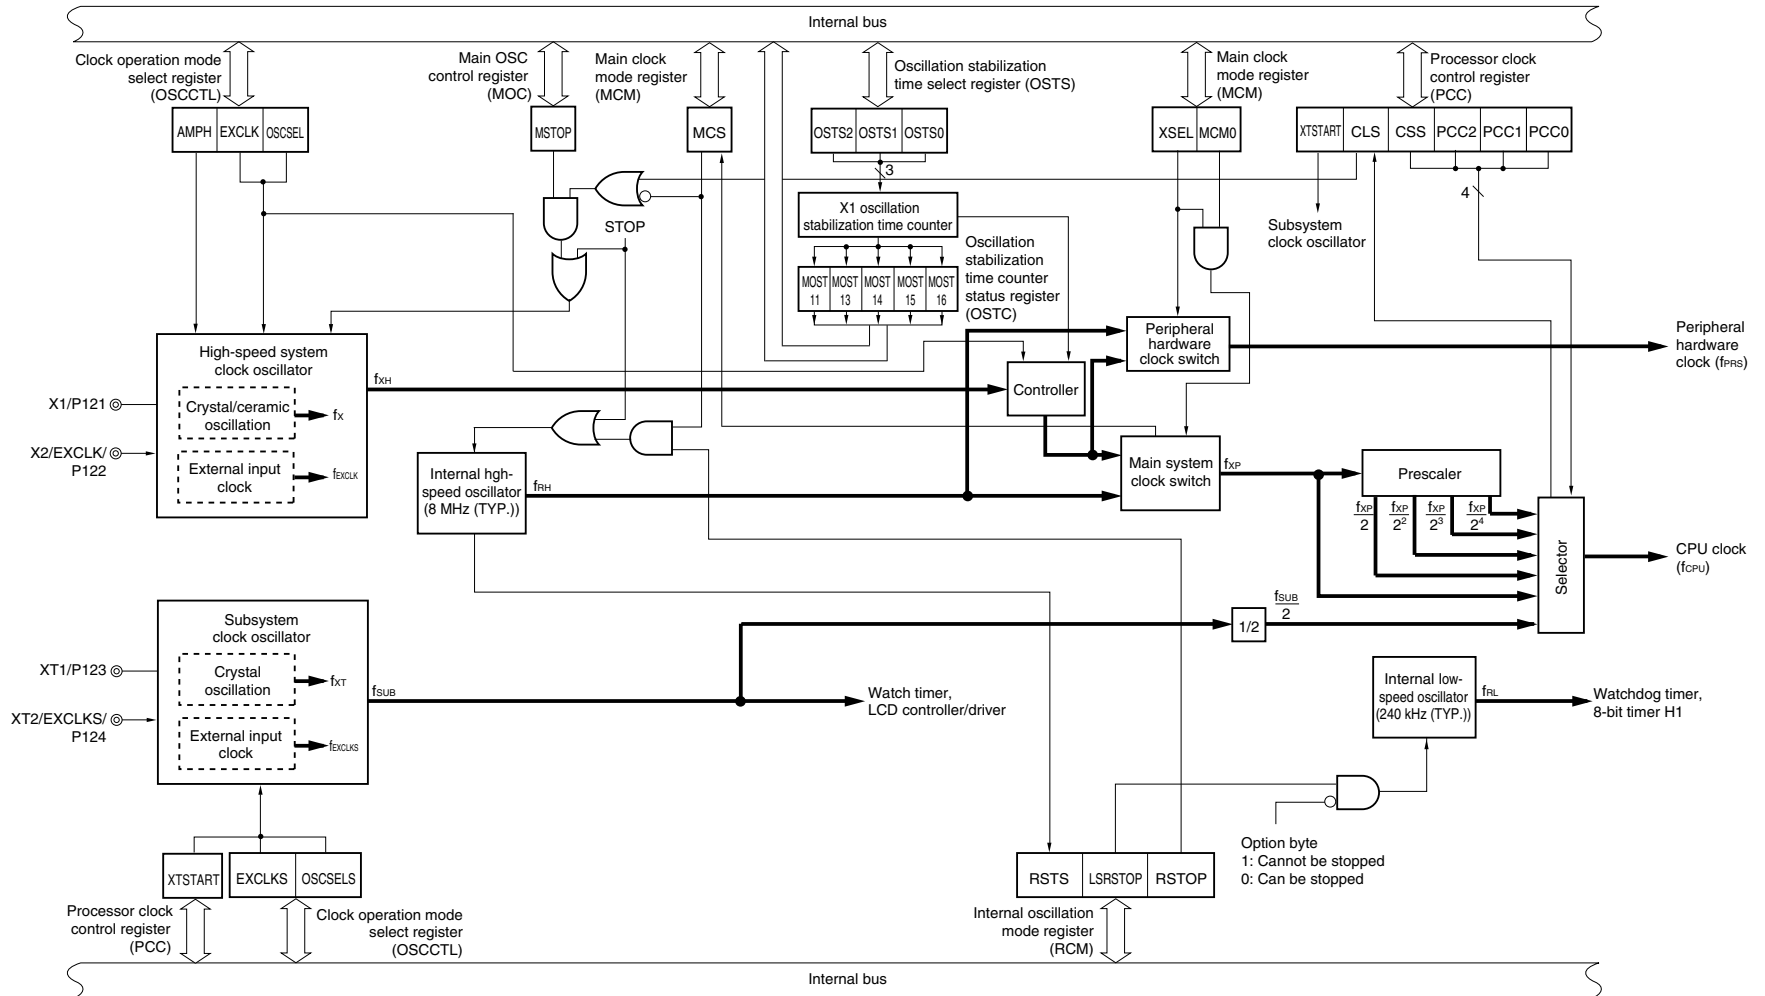 Internal bus
Clock operation mode
select register
(OSCCTL)
Main OSC
control register
(MOC)
Main clock
mode register
(MCM)
Oscillation stabilization
time select register (OSTS)
Main clock
mode register
(MCM)
Processor clock
control register
(PCC)
AMPH EXCLK OSCSEL
MSTOP
MCS
OSTS2 OSTS1 OSTS0
XSEL MCM0
XTSTART CLS CSS PCC2 PCC1 PCC0
3
4
STOP
X1 oscillation
stabilization time counter
Subsystem
clock oscillator
Oscillation
stabilization
time counter
status register
(OSTC)
MOST MOST MOST MOST MOST
11 13 14 15 16
High-speed system
clock oscillator
Crystal/ceramic
oscillation
fX
External input
clock
fEXCLK
X1/P121
X2/EXCLK/
P122
fXH
Controller
Peripheral
hardware
clock switch
Peripheral
hardware
clock (fPRS)
Internal hgh-
speed oscillator
(8 MHz (TYP.))
fRH
Main system
clock switch
fXP
Prescaler
fXP fXP fXP fXP
2 2² 2³ 2⁴
Selector
CPU clock
(fCPU)
fSUB
2
1/2
Subsystem
clock oscillator
Crystal
oscillation
fXT
External input
clock
fEXCLKS
XT1/P123
XT2/EXCLKS/
P124
fSUB
Watch timer,
LCD controller/driver
Internal low-
speed oscillator
(240 kHz (TYP.))
fRL
Watchdog timer,
8-bit timer H1
Option byte
1: Cannot be stopped
0: Can be stopped
XTSTART
EXCLKS OSCSELS
RSTS LSRSTOP RSTOP
Processor clock
control register
(PCC)
Clock operation mode
select register
(OSCCTL)
Internal oscillation
mode register
(RCM)
Internal bus